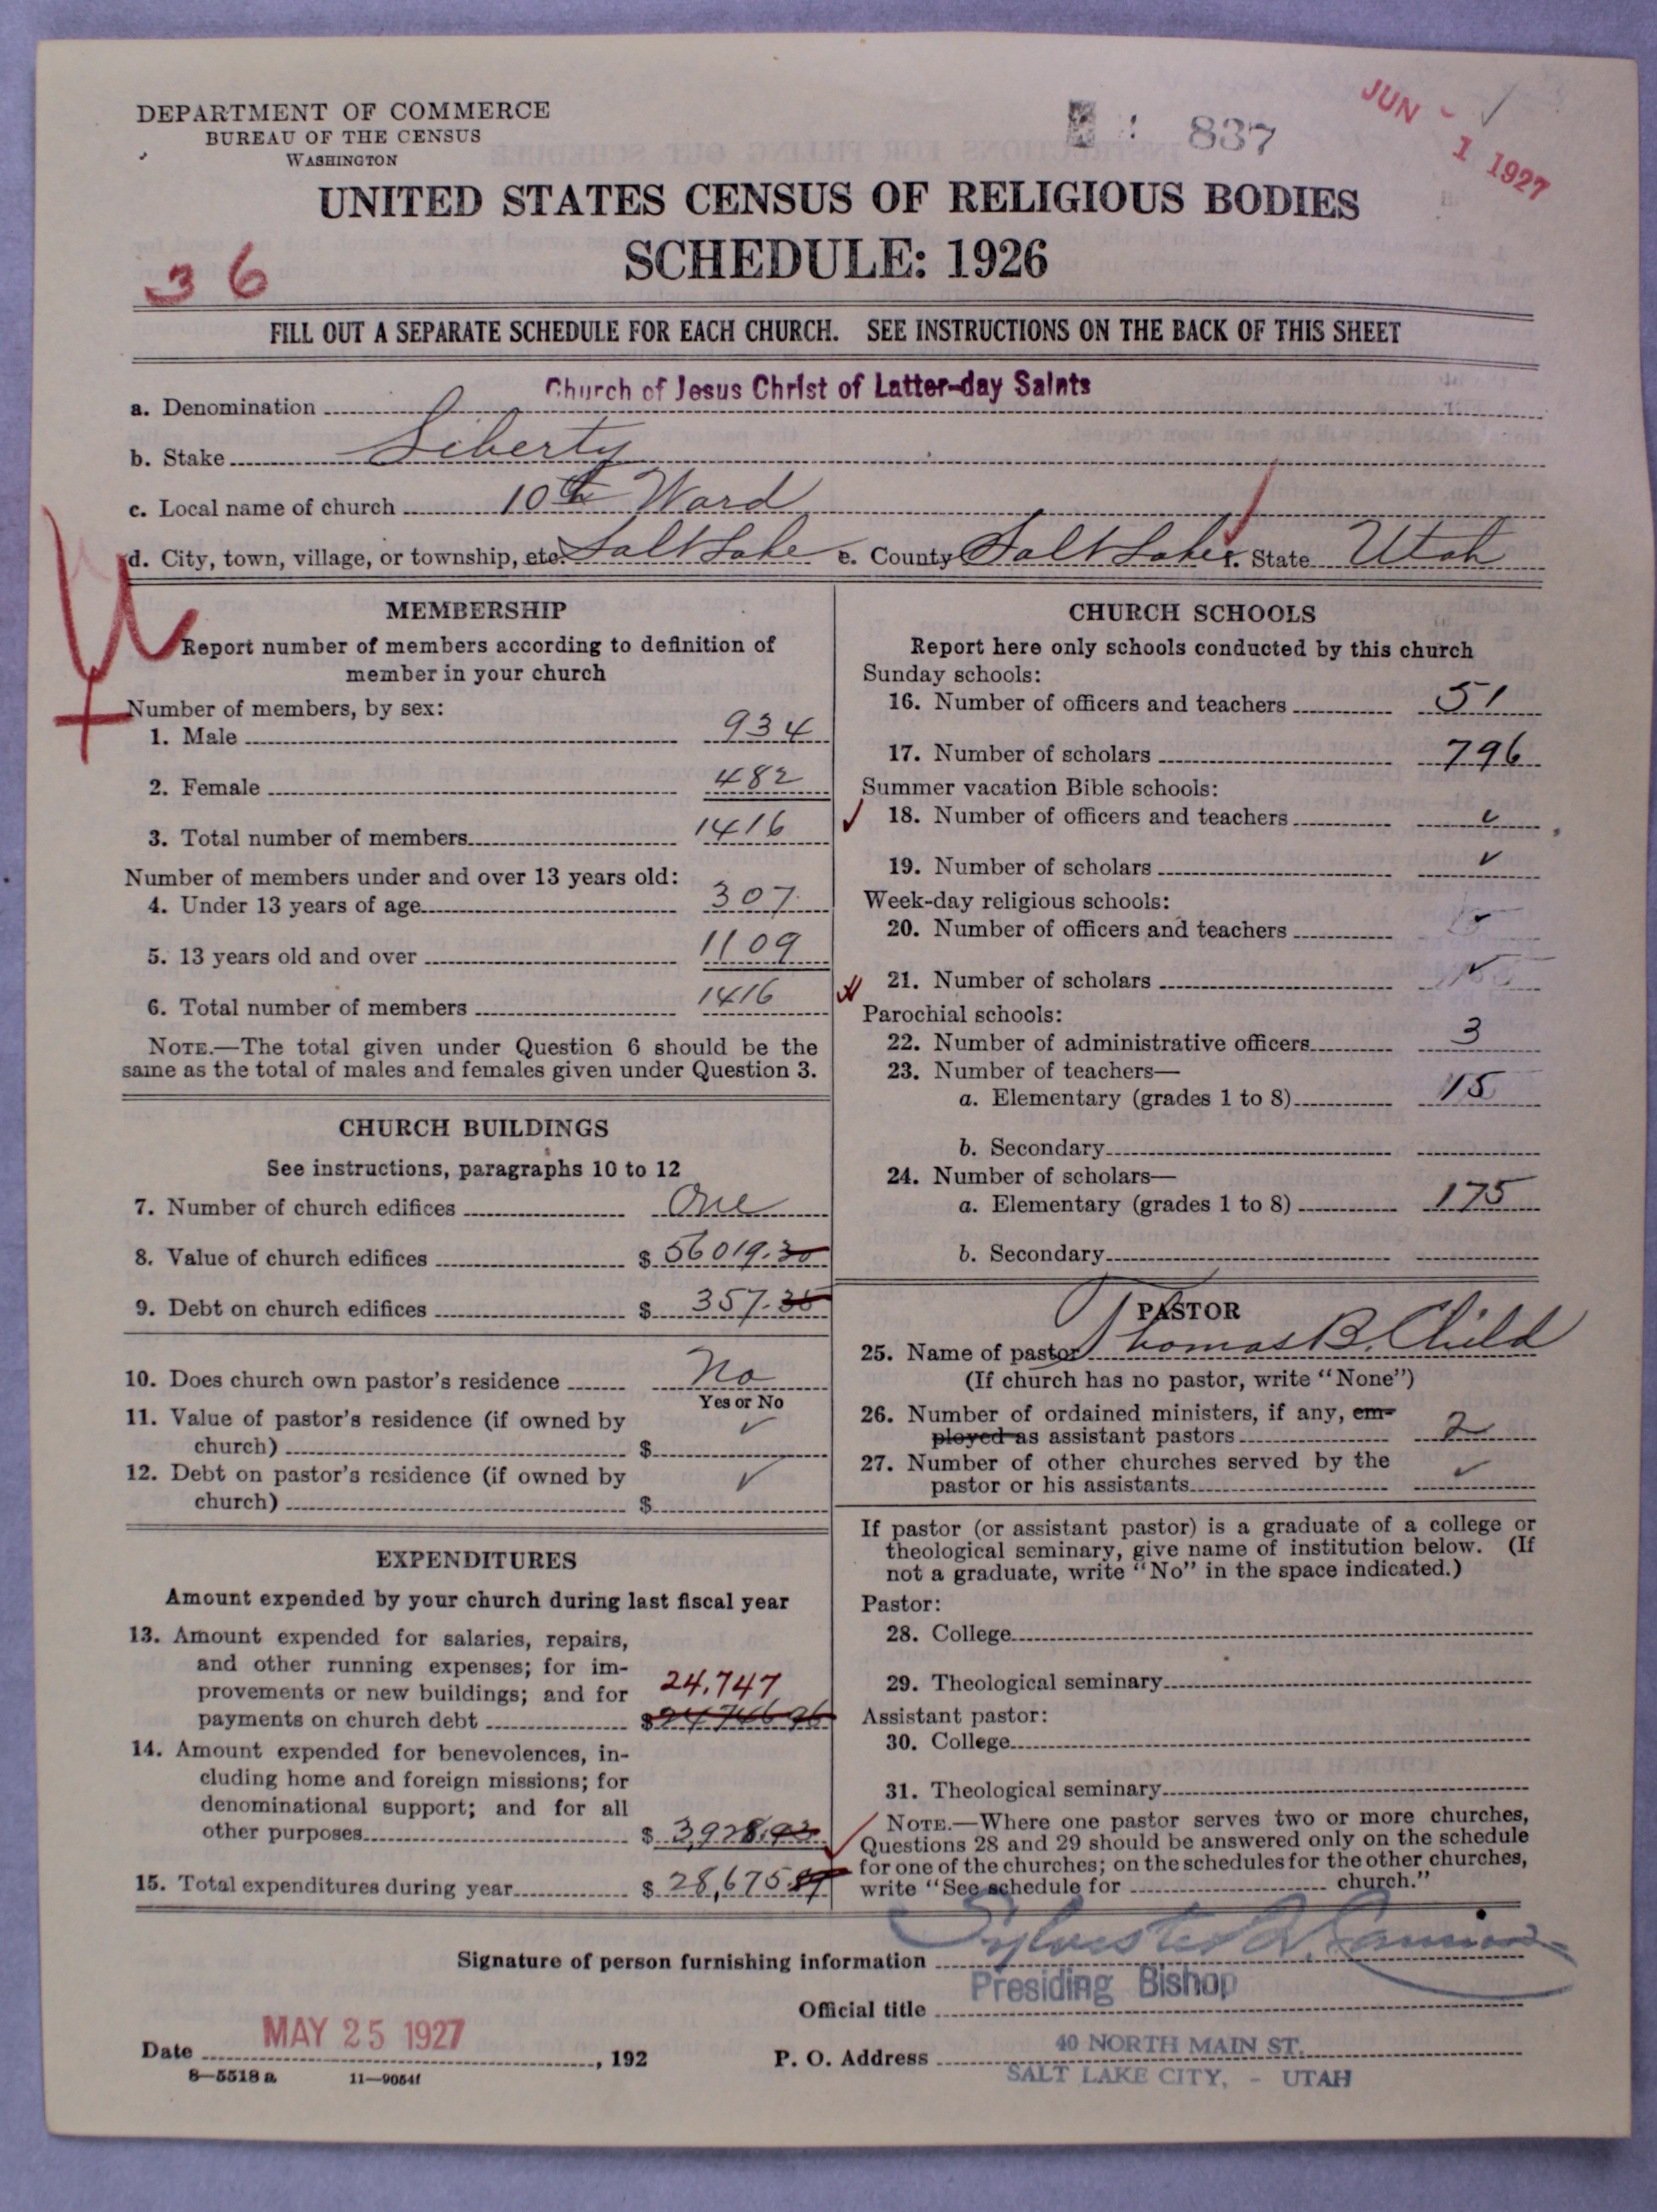 DEPARTMENT OF COMMERCE
BUREAU OF THE CENSUS
WASHINGTON
837
JUN - 1 1927
UNITED STATES CENSUS OF RELIGIOUS BODIES
SCHEDULE: 1926
36
FILL OUT A SEPARATE SCHEDULE FOR EACH CHURCH. SEE INSTRUCTIONS ON THE BACK OF THIS SHEET
a. Denomination Church of Jesus Christ of Latter-day Saints
b. Stake Liberty
c. Local name of church 10th Ward
d. City, town, village, or township, etc. Salt Lake e. County Salt Lake f. State Utah
MEMBERSHIP
Report number of members according to definition of
member in your church
Number of members, by sex:
1. Male 934
2. Female 482
3. Total number of members 1416
Number of members under and over 13 years old:
4. Under 13 years of age 307
5. 13 years old and over 1109
6. Total number of members 1416
NOTE.—The total given under Question 6 should be the
same as the total of males and females given under Question 3.
CHURCH BUILDINGS
See instructions, paragraphs 10 to 12
7. Number of church edifices One
8. Value of church edifices $ 56019.30
9. Debt on church edifices $ 357.35
10. Does church own pastor's residence No
Yes or No
11. Value of pastor's residence (if owned by
church) $ ✓
12. Debt on pastor's residence (if owned by
church) $ ✓
EXPENDITURES
Amount expended by your church during last fiscal year
13. Amount expended for salaries, repairs,
and other running expenses; for im-
provements or new buildings; and for 24,747
payments on church debt $ 24746 96
14. Amount expended for benevolences, in-
cluding home and foreign missions; for
denominational support; and for all
other purposes $ 3,928.93
15. Total expenditures during year $ 28,675.89
CHURCH SCHOOLS
Report here only schools conducted by this church
Sunday schools:
16. Number of officers and teachers 51
17. Number of scholars 796
Summer vacation Bible schools:
18. Number of officers and teachers ✓
19. Number of scholars ✓
Week-day religious schools:
20. Number of officers and teachers ✓
21. Number of scholars ✓
Parochial schools:
22. Number of administrative officers 3
23. Number of teachers—
a. Elementary (grades 1 to 8) 15
b. Secondary
24. Number of scholars—
a. Elementary (grades 1 to 8) 175
b. Secondary
PASTOR
25. Name of pastor Thomas B. Child
(If church has no pastor, write "None")
26. Number of ordained ministers, if any, em-
ployed as assistant pastors 2
27. Number of other churches served by the
pastor or his assistants ✓
If pastor (or assistant pastor) is a graduate of a college or
theological seminary, give name of institution below. (If
not a graduate, write "No" in the space indicated.)
Pastor:
28. College
29. Theological seminary
Assistant pastor:
30. College
31. Theological seminary
NOTE.—Where one pastor serves two or more churches,
Questions 28 and 29 should be answered only on the schedule
for one of the churches; on the schedules for the other churches,
write "See schedule for church."
Signature of person furnishing information Sylvester Q. Cannon
Official title Presiding Bishop
Date MAY 25 1927, 192
P. O. Address 40 NORTH MAIN ST.
SALT LAKE CITY, - UTAH
8—5518 a 11—9054f